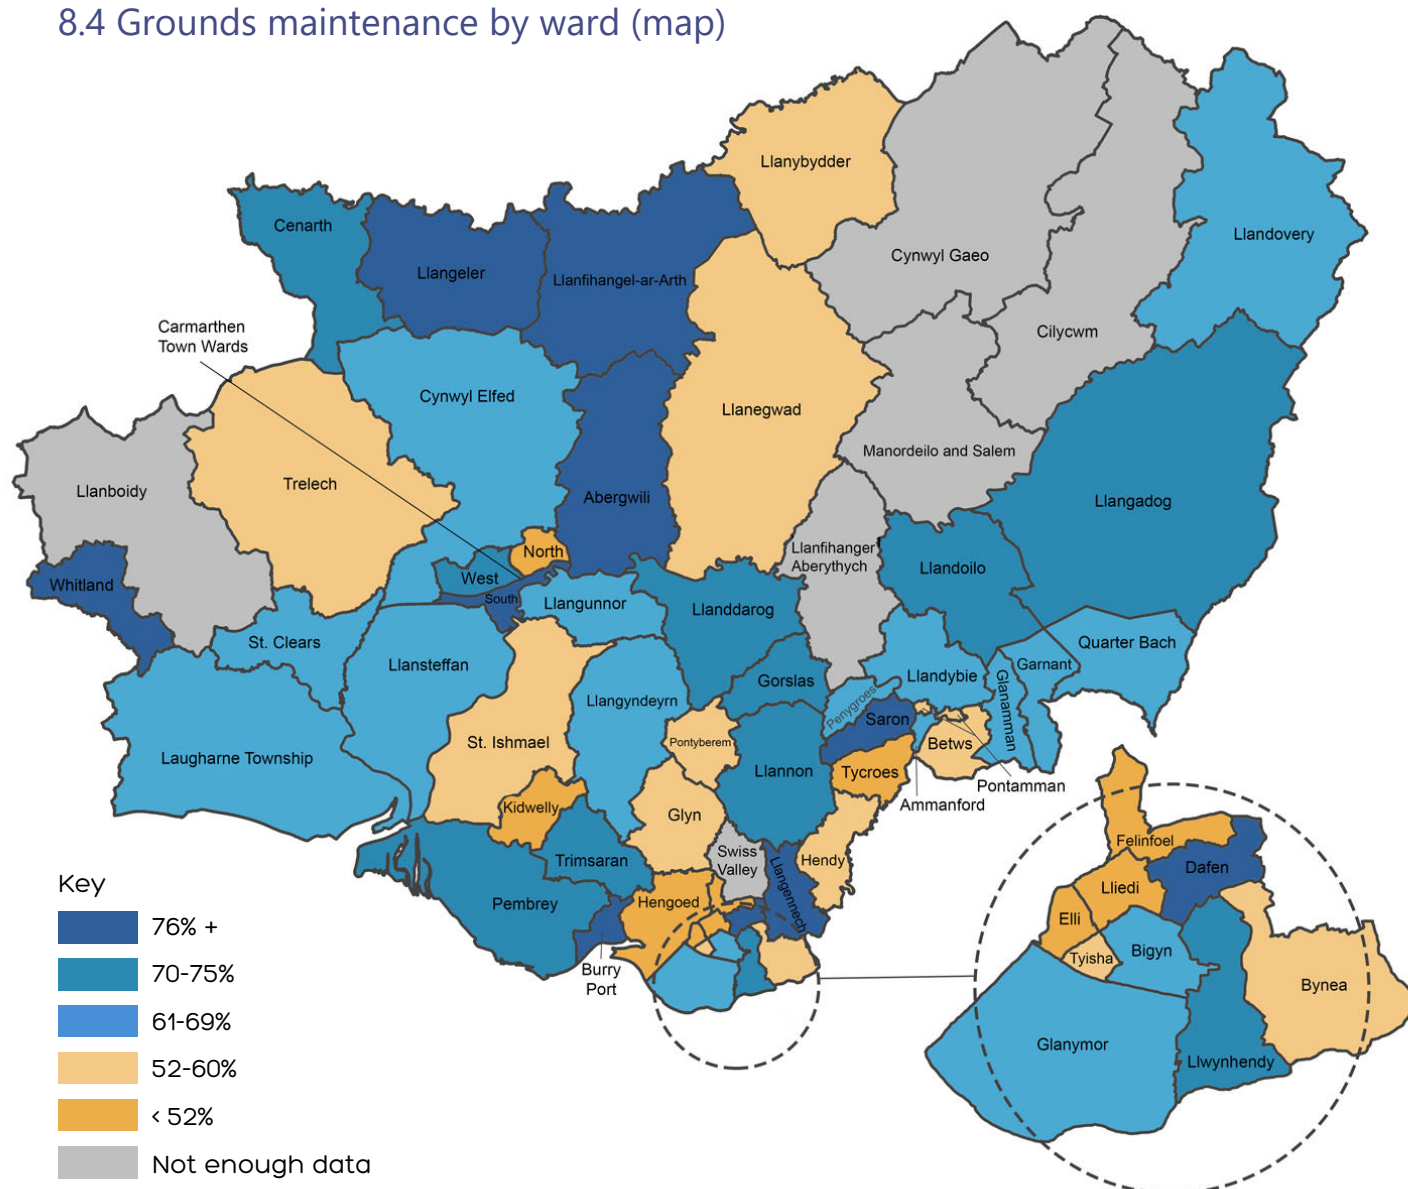 8.4 Grounds maintenance by ward (map)
Llanybydder
Cenarth
Llandovery
Cynwyl Gaeo
Llangeler
Llanfihangel-ar-Arth
Carmarthen
Town Wards
Cilycwm
Cynwyl Elfed
Llanegwad
Manordeilo and Salem
Trelech
Llanboidy
Abergwili
Llangadog
North
Llanfihanger
Aberythych
Llandoilo
West
Whitland
South
Llangunnor
Llanddarog
St. Clears
Quarter Bach
Llansteffan
Garnant
Llandybie
Glanamman
Gorslas
Llangyndeyrn
Penygroes
Saron
St. Ishmael
Pontyberem
Betws
Laugharne Township
Llannon
Tycroes
Pontamman
Ammanford
Kidwelly
Glyn
Felinfoel
Swiss
Valley
Trimsaran
Hendy
Dafen
Llangennech
Key
Lliedi
Pembrey
Hengoed
Elli
76% +
Tyisha
Bigyn
70-75%
Burry
Port
Bynea
61-69%
Glanymor
Llwynhendy
52-60%
< 52%
Not enough data